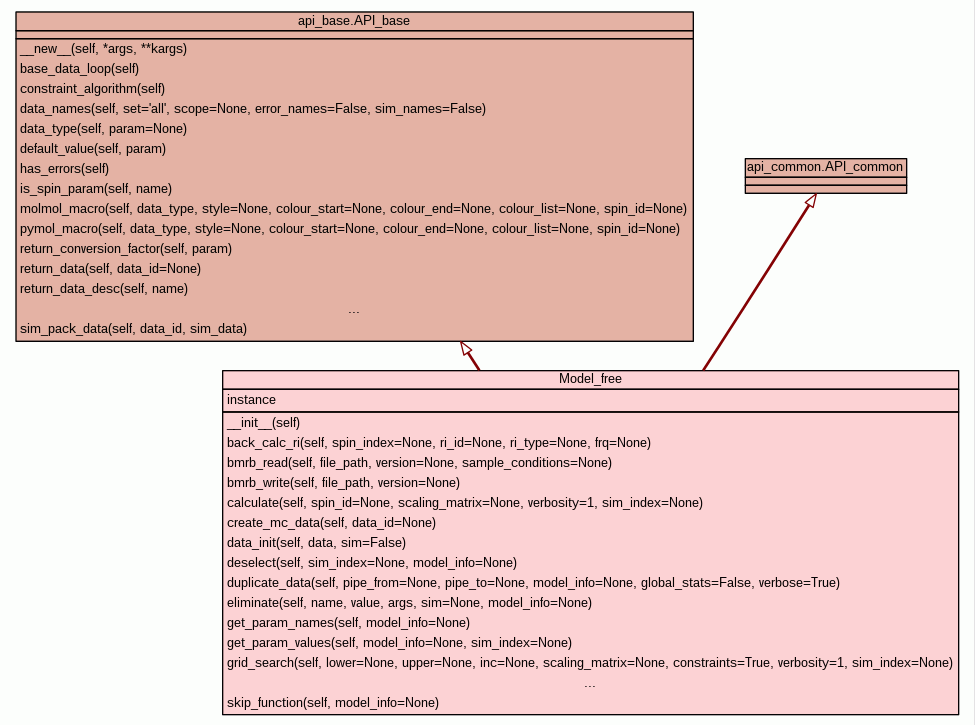 api_base.API_base
__new__(self, *args, **kargs)
base_data_loop(self)
constraint_algorithm(self)
data_names(self, set='all', scope=None, error_names=False, sim_names=False)
data_type(self, param=None)
default_value(self, param)
has_errors(self)
is_spin_param(self, name)
molmol_macro(self, data_type, style=None, colour_start=None, colour_end=None, colour_list=None, spin_id=None)
pymol_macro(self, data_type, style=None, colour_start=None, colour_end=None, colour_list=None, spin_id=None)
return_conversion_factor(self, param)
return_data(self, data_id=None)
return_data_desc(self, name)
...
sim_pack_data(self, data_id, sim_data)
api_common.API_common
Model_free
instance
__init__(self)
back_calc_ri(self, spin_index=None, ri_id=None, ri_type=None, frq=None)
bmrb_read(self, file_path, version=None, sample_conditions=None)
bmrb_write(self, file_path, version=None)
calculate(self, spin_id=None, scaling_matrix=None, verbosity=1, sim_index=None)
create_mc_data(self, data_id=None)
data_init(self, data, sim=False)
deselect(self, sim_index=None, model_info=None)
duplicate_data(self, pipe_from=None, pipe_to=None, model_info=None, global_stats=False, verbose=True)
eliminate(self, name, value, args, sim=None, model_info=None)
get_param_names(self, model_info=None)
get_param_values(self, model_info=None, sim_index=None)
grid_search(self, lower=None, upper=None, inc=None, scaling_matrix=None, constraints=True, verbosity=1, sim_index=None)
...
skip_function(self, model_info=None)